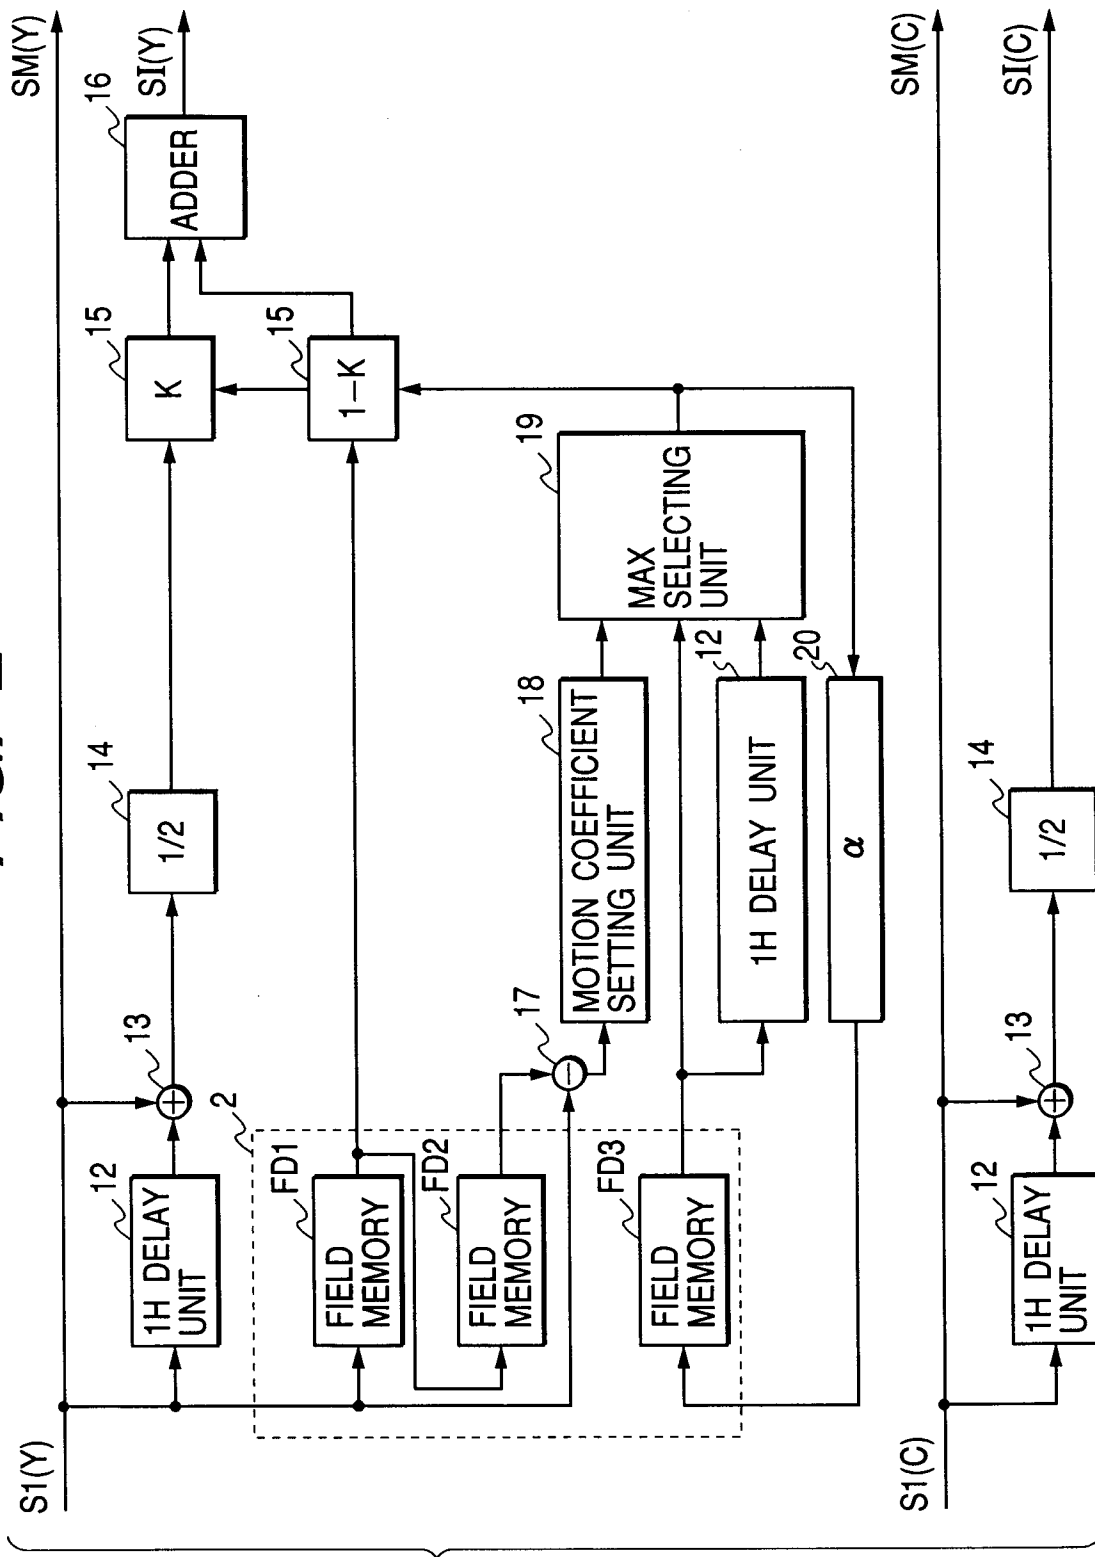 S1(Y)
SM(Y)
12
1H DELAY
UNIT
13
14
1/2
15
K
16
ADDER
SI(Y)
2
FD1
FIELD
MEMORY
15
1–K
FD2
FIELD
MEMORY
17
18
MOTION COEFFICIENT
SETTING UNIT
19
MAX
SELECTING
UNIT
FD3
FIELD
MEMORY
12
1H DELAY UNIT
20
α
S1(C)
SM(C)
12
1H DELAY
UNIT
13
14
1/2
SI(C)